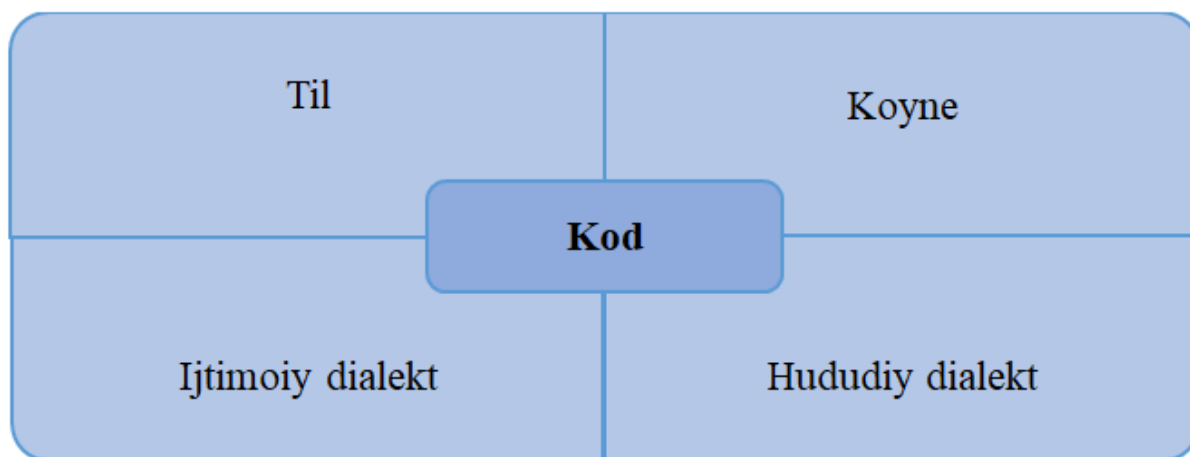 Til
Koyne
Kod
Ijtimoiy dialekt
Hududiy dialekt